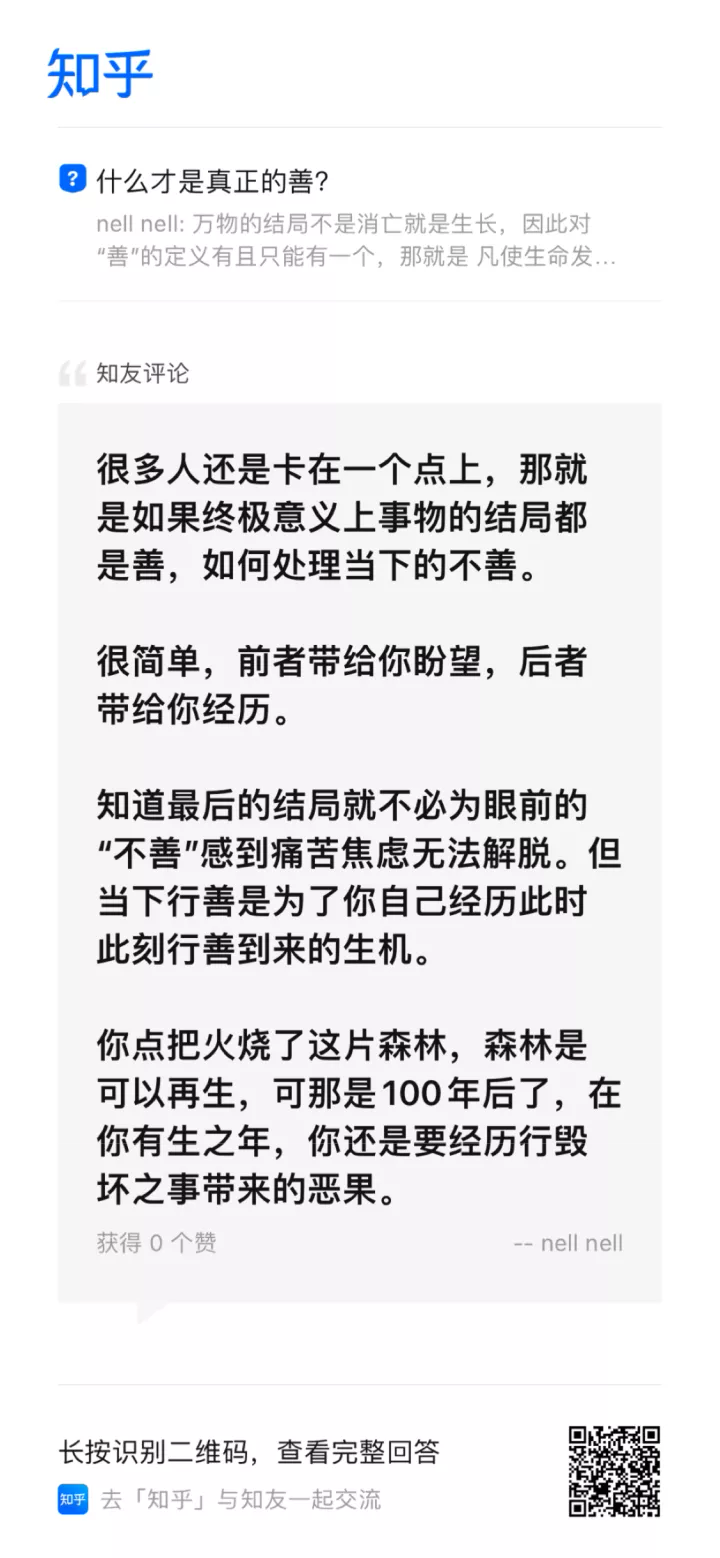 知乎
? 什么才是真正的善？
nell nell: 万物的结局不是消亡就是生长，因此对
“善”的定义有且只能有一个，那就是 凡使生命发...
知友评论
很多人还是卡在一个点上，那就
是如果终极意义上事物的结局都
是善，如何处理当下的不善。
很简单，前者带给你盼望，后者
带给你经历。
知道最后的结局就不必为眼前的
“不善”感到痛苦焦虑无法解脱。但
当下行善是为了你自己经历此时
此刻行善到来的生机。
你点把火烧了这片森林，森林是
可以再生，可那是100年后了，在
你有生之年，你还是要经历行毁
坏之事带来的恶果。
获得 0 个赞 -- nell nell
长按识别二维码，查看完整回答
知乎 去「知乎」与知友一起交流